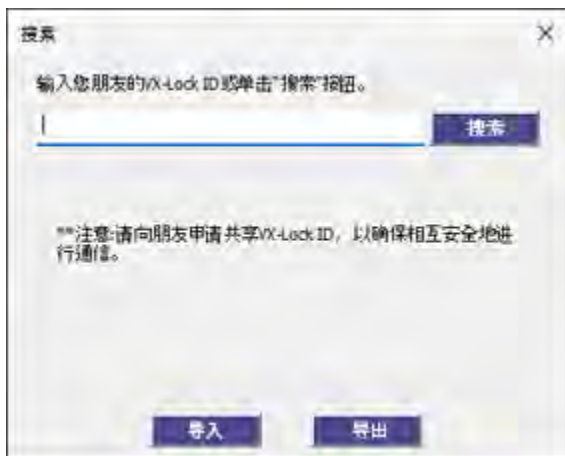 搜索
输入您朋友的VX-Lock ID或单击"搜索"按钮。
搜索
**注意:请向朋友申请共享VX-Lock ID，以确保相互安全地进
行通信。
导入
导出